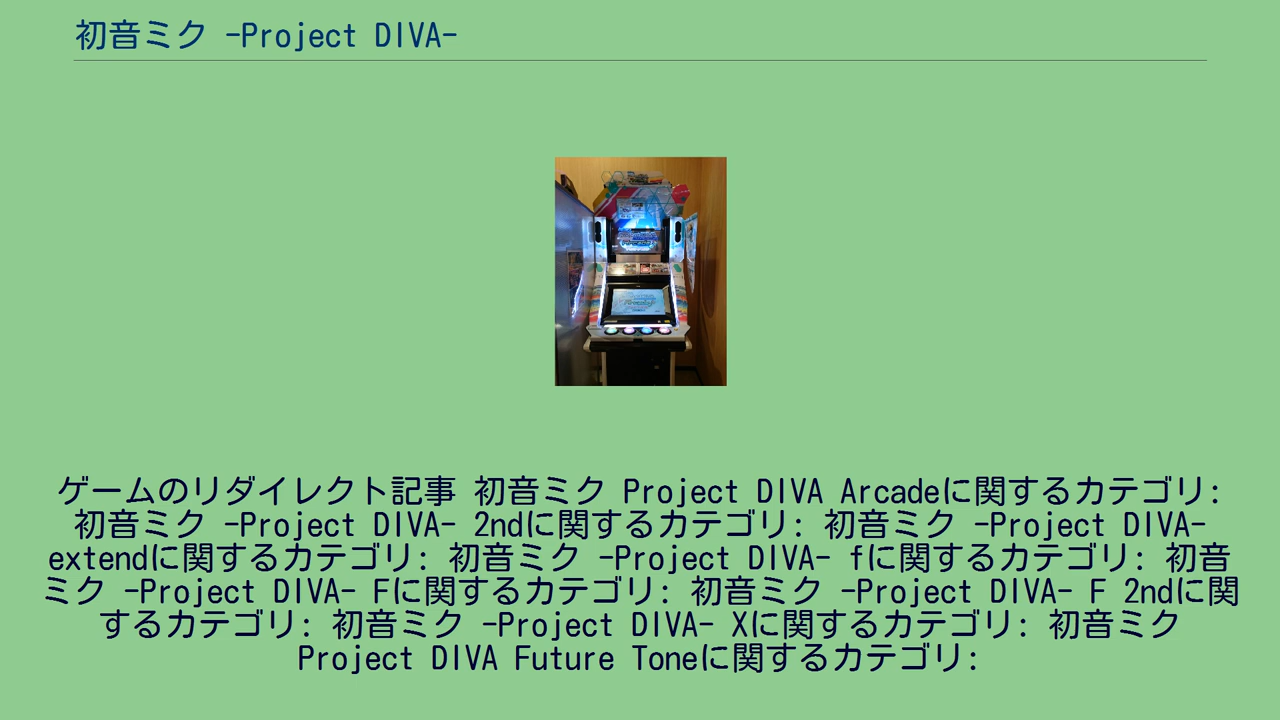 初音ミク -Project DIVA-
ゲームのリダイレクト記事 初音ミク Project DIVA Arcadeに関するカテゴリ:
初音ミク -Project DIVA- 2ndに関するカテゴリ: 初音ミク -Project DIVA-
extendに関するカテゴリ: 初音ミク -Project DIVA- fに関するカテゴリ: 初音
ミク -Project DIVA- Fに関するカテゴリ: 初音ミク -Project DIVA- F 2ndに関
するカテゴリ: 初音ミク -Project DIVA- Xに関するカテゴリ: 初音ミク
Project DIVA Future Toneに関するカテゴリ: